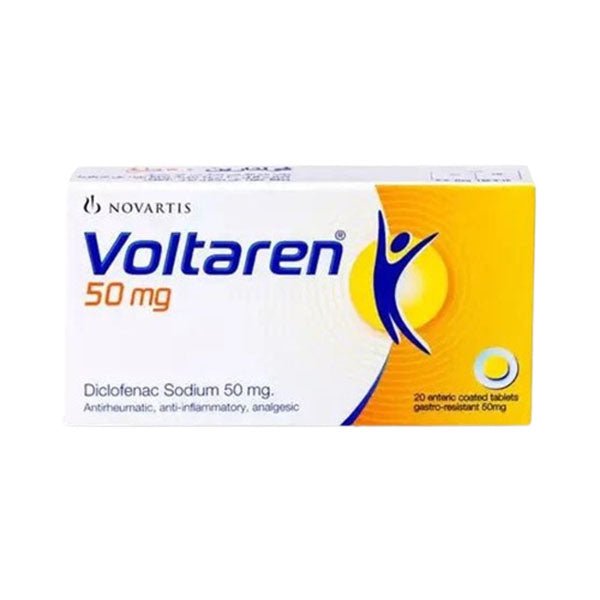 NOVARTIS
Voltaren®
50 mg
Diclofenac Sodium 50 mg.
Antirheumatic, anti-inflammatory, analgesic
20 enteric coated tablets
gastro-resistant 50mg